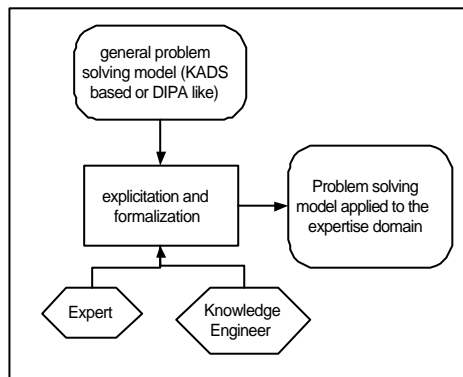 general problem
solving model (KADS
based or DIPA like)
explicitation and
formalization
Problem solving
model applied to the
expertise domain
Expert
Knowledge
Engineer